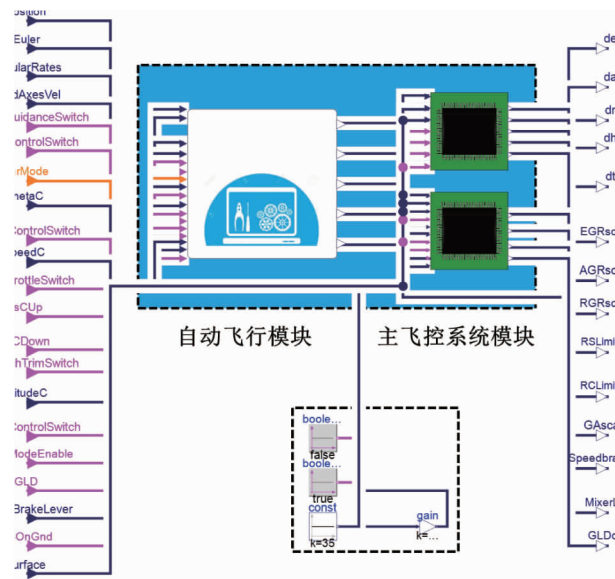 osition
Euler
ularRates
dAxesVel
uidanceSwitch
ontrolSwitch
rMode
netaC
ControlSwitch
peedC
rottleSwitch
sCUp
CDown
hTrimSwitch
itudeC
ControlSwitch
ModeEnable
GLD
BrakeLever
OnGnd
urface
自动飞行模块
主飞控系统模块
boole...
false
boole...
true
const
k=35
gain
k=...
de
da
dr
dh
dt
EGRsc
AGRsc
RGRsc
RSLimi
RCLimi
GAsca
Speedbra
MixerI
GLDc